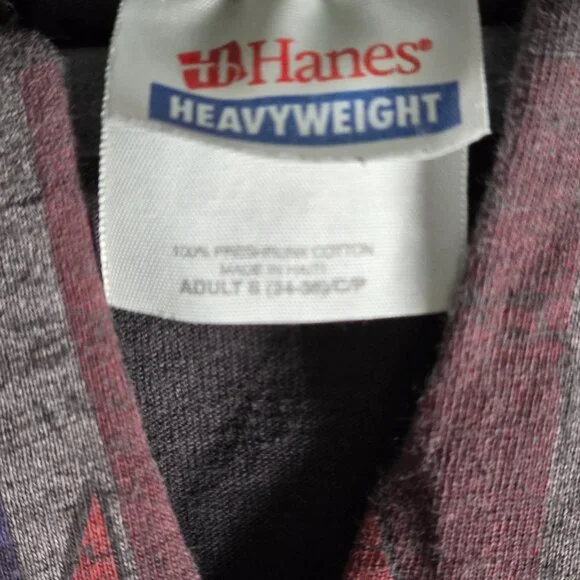 Hanes®
HEAVYWEIGHT
100% PRESHRUNK COTTON
MADE IN HAITI
ADULT S (34-36)/C/P